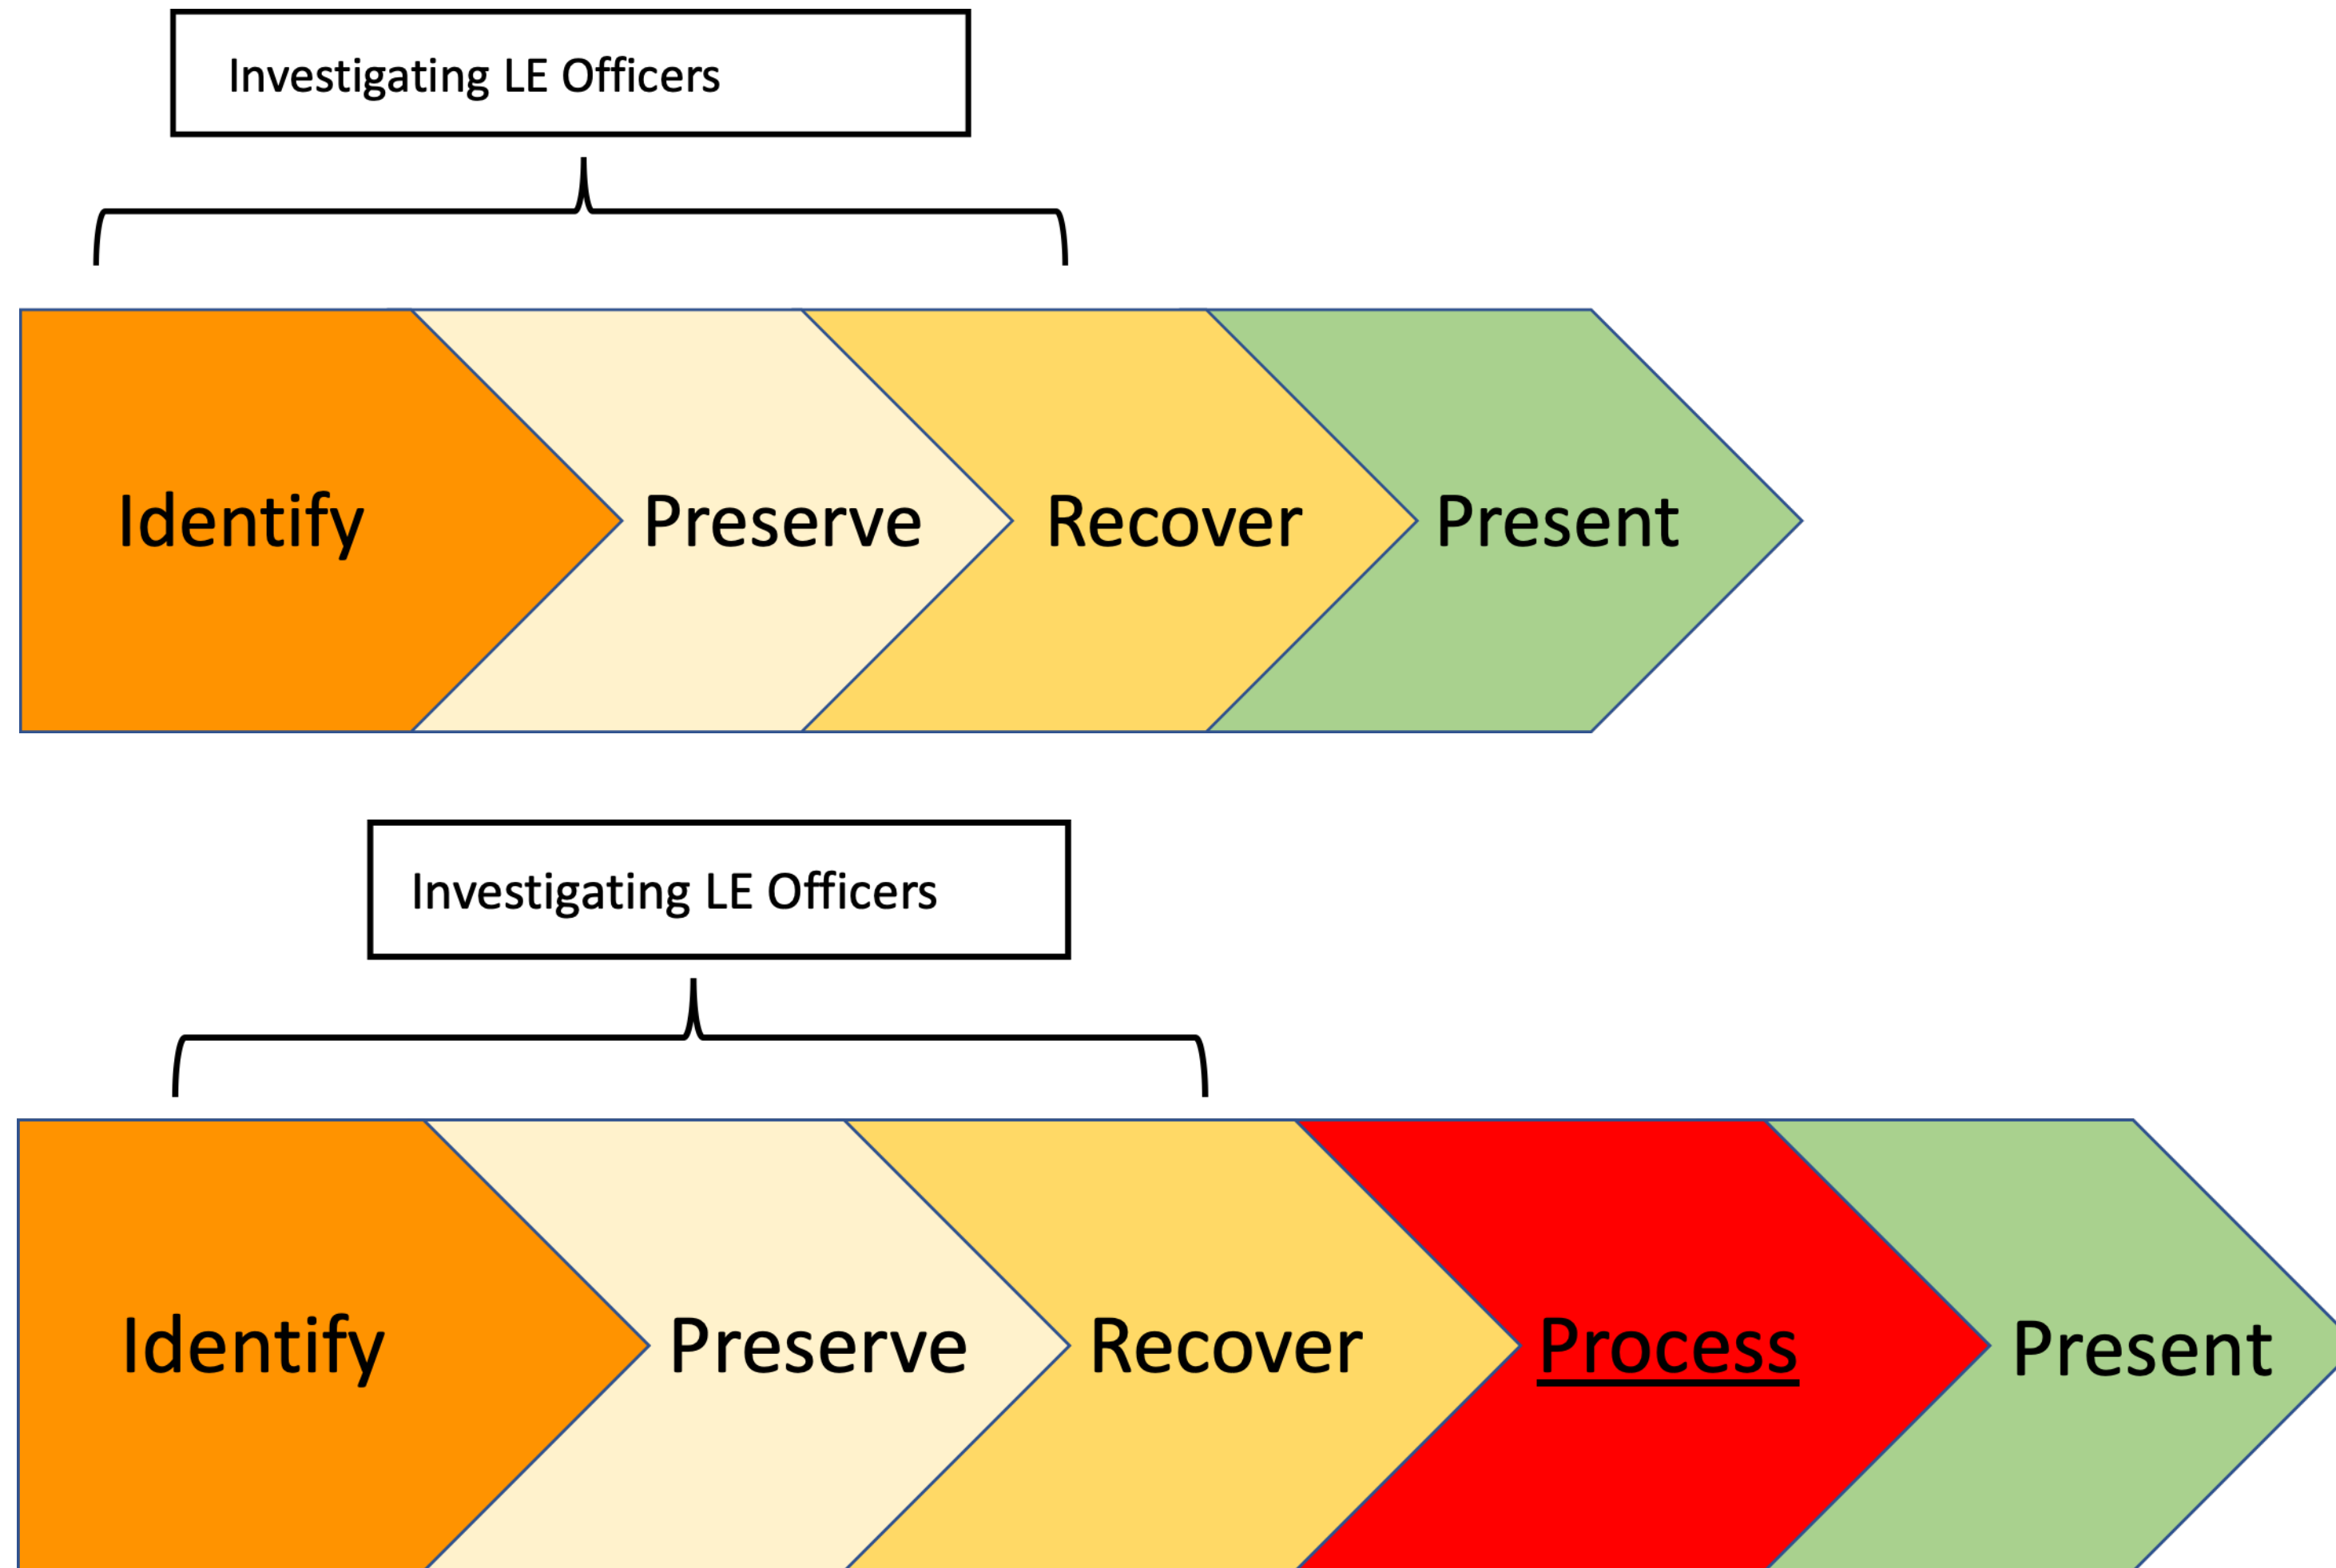 Investigating LE Officers
Identify Preserve Recover Present
Investigating LE Officers
Identify Preserve Recover Process Present